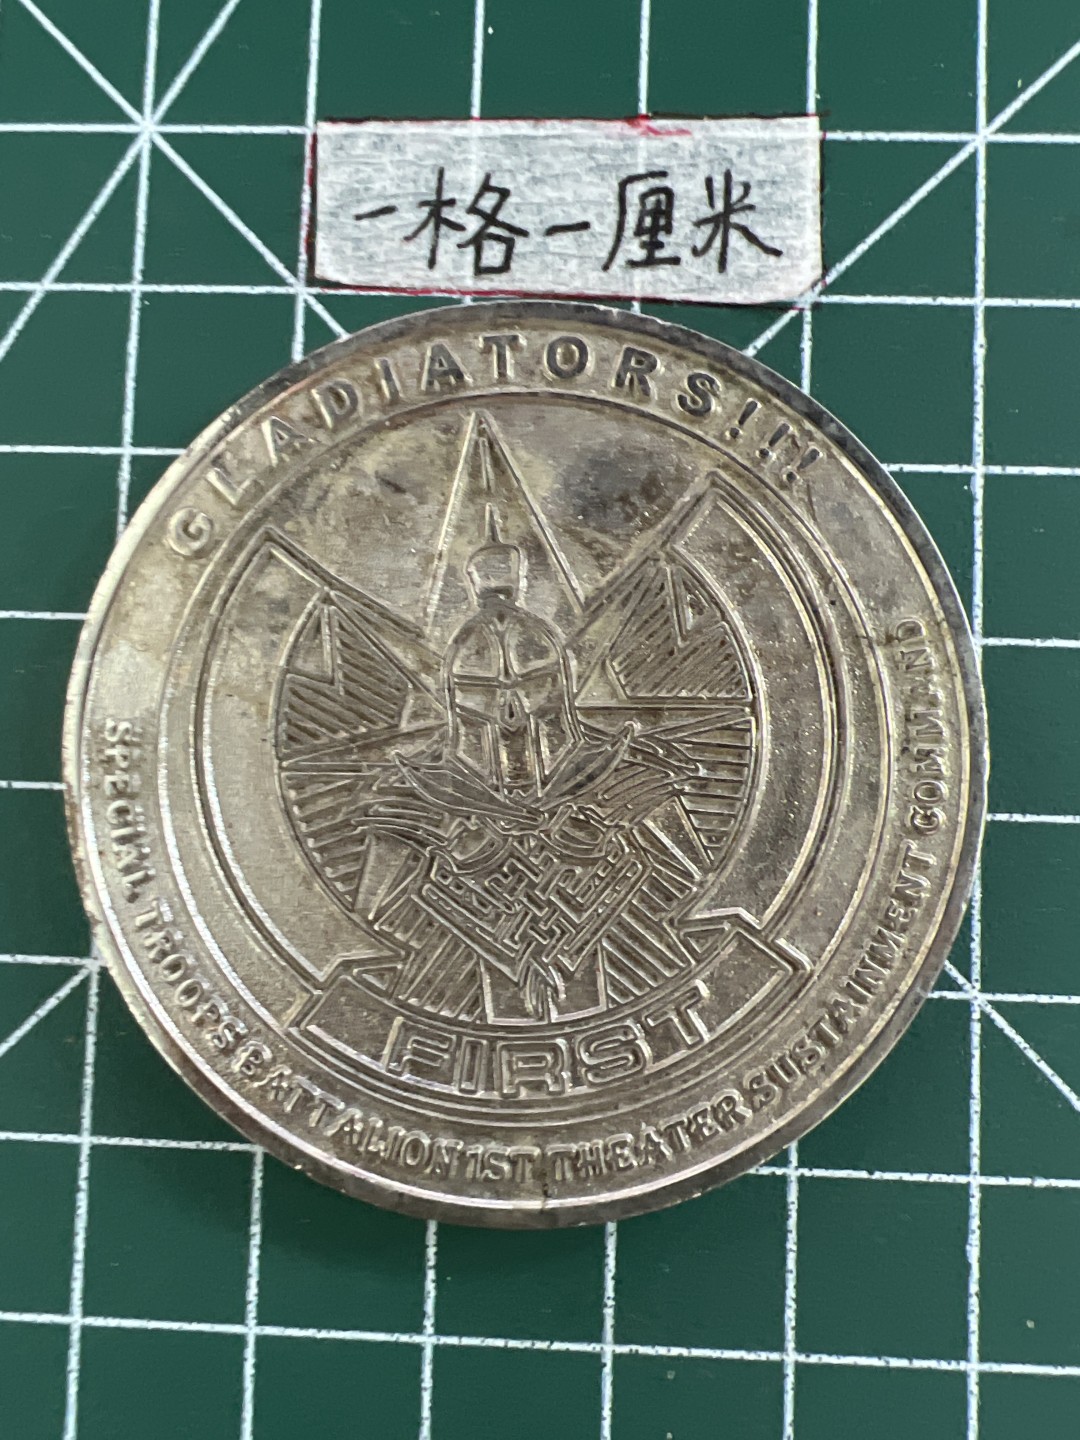 一格一厘米
GLADIATORS!!!
FIRST
SPECIAL TROOPS BATTALION 1ST THEATER SUSTAINMENT COMMAND